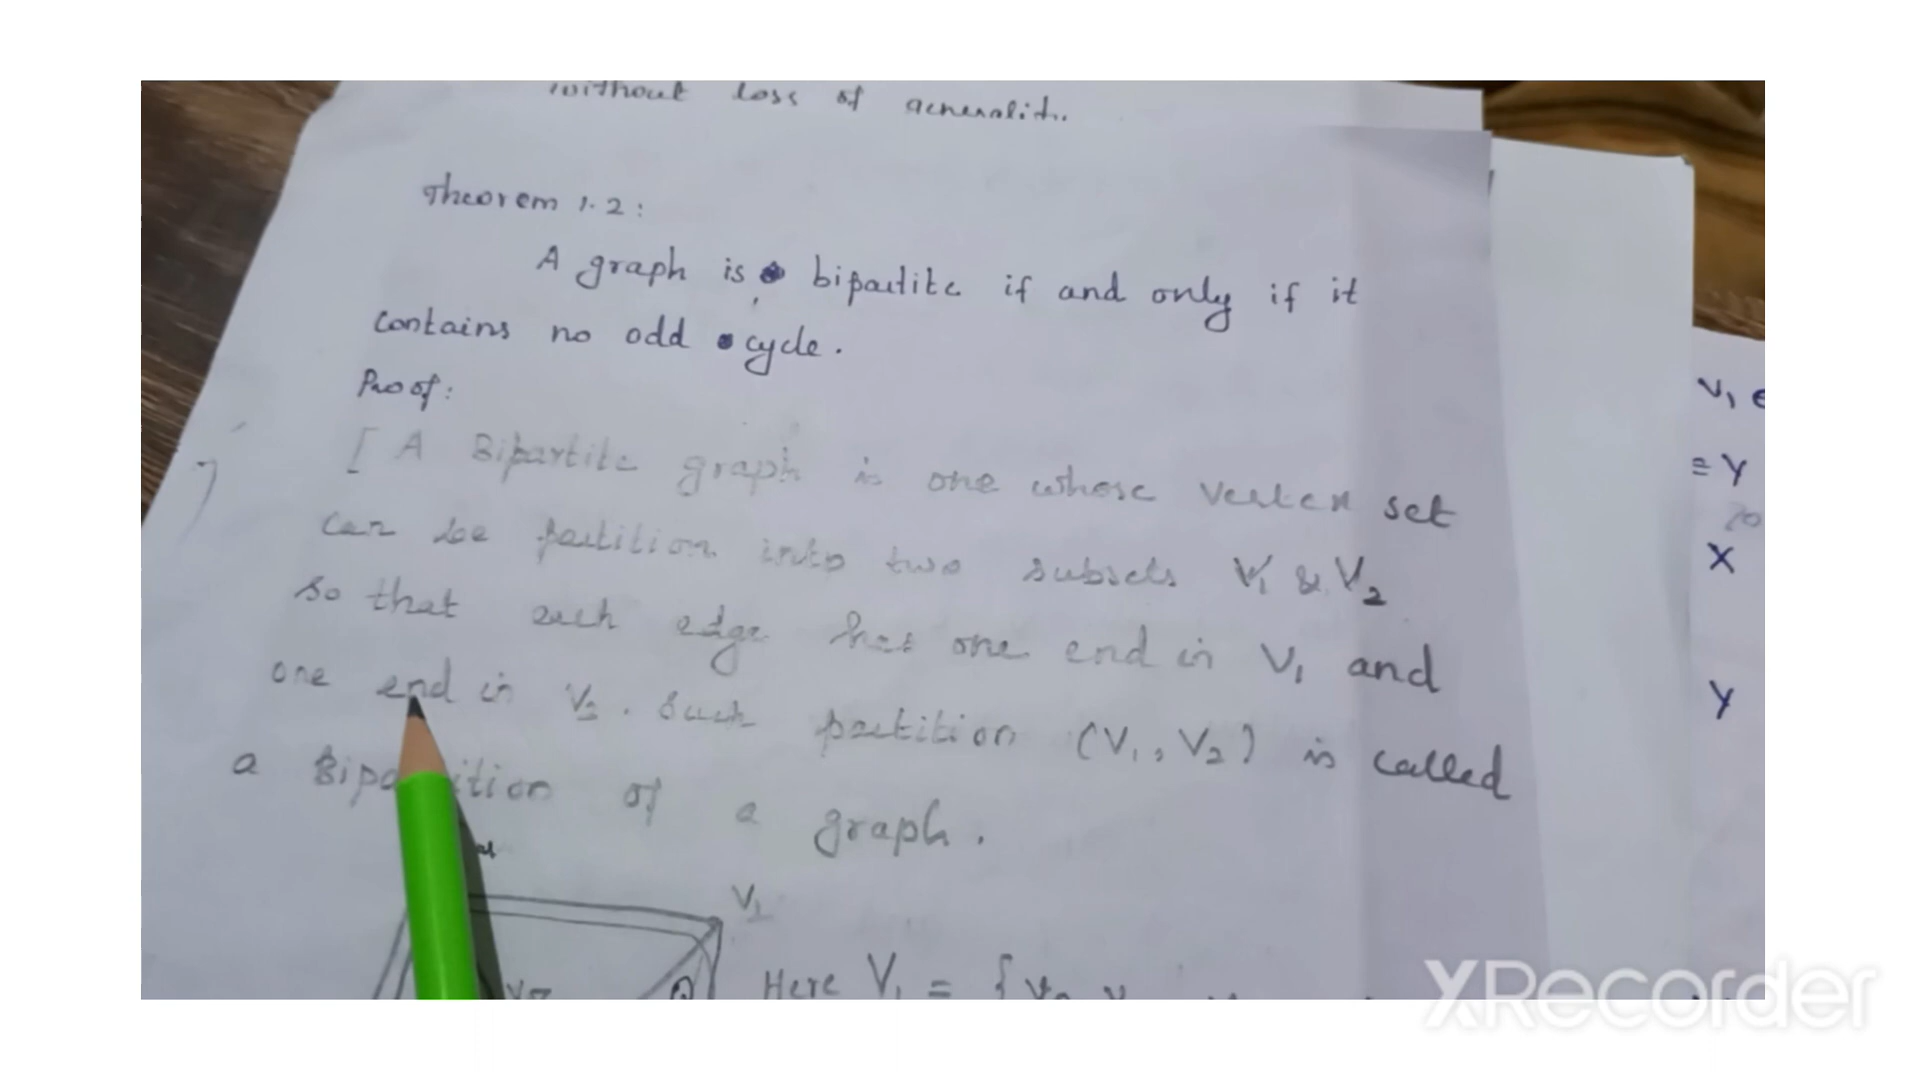 without loss of
Theorem 1.2:
A graph is bipartite if and only if it
contains no odd cycle.
Proof:
[ A Bipartite graph is one whose vertex set
can be partition into two subsets V1 & V2
so that each edge has one end in V1 and
one end in V2. Such partition (V1, V2) is called
a of a graph.
V2
Here V1 = {
V1
= Y
X
Y
XRecorder